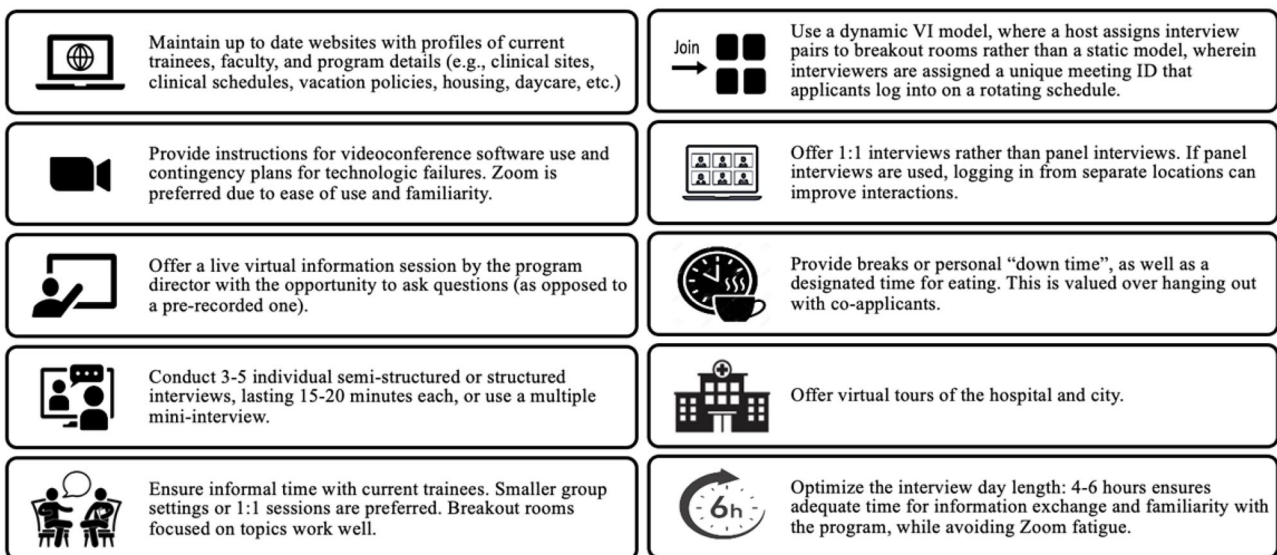 Maintain up to date websites with profiles of current
trainees, faculty, and program details (e.g., clinical sites,
clinical schedules, vacation policies, housing, daycare, etc.)
Join
Use a dynamic VI model, where a host assigns interview
pairs to breakout rooms rather than a static model, wherein
interviewers are assigned a unique meeting ID that
applicants log into on a rotating schedule.
Provide instructions for videoconference software use and
contingency plans for technologic failures. Zoom is
preferred due to ease of use and familiarity.
Offer 1:1 interviews rather than panel interviews. If panel
interviews are used, logging in from separate locations can
improve interactions.
Offer a live virtual information session by the program
director with the opportunity to ask questions (as opposed to
a pre-recorded one).
Provide breaks or personal “down time”, as well as a
designated time for eating. This is valued over hanging out
with co-applicants.
Conduct 3-5 individual semi-structured or structured
interviews, lasting 15-20 minutes each, or use a multiple
mini-interview.
Offer virtual tours of the hospital and city.
Ensure informal time with current trainees. Smaller group
settings or 1:1 sessions are preferred. Breakout rooms
focused on topics work well.
6h
Optimize the interview day length: 4-6 hours ensures
adequate time for information exchange and familiarity with
the program, while avoiding Zoom fatigue.